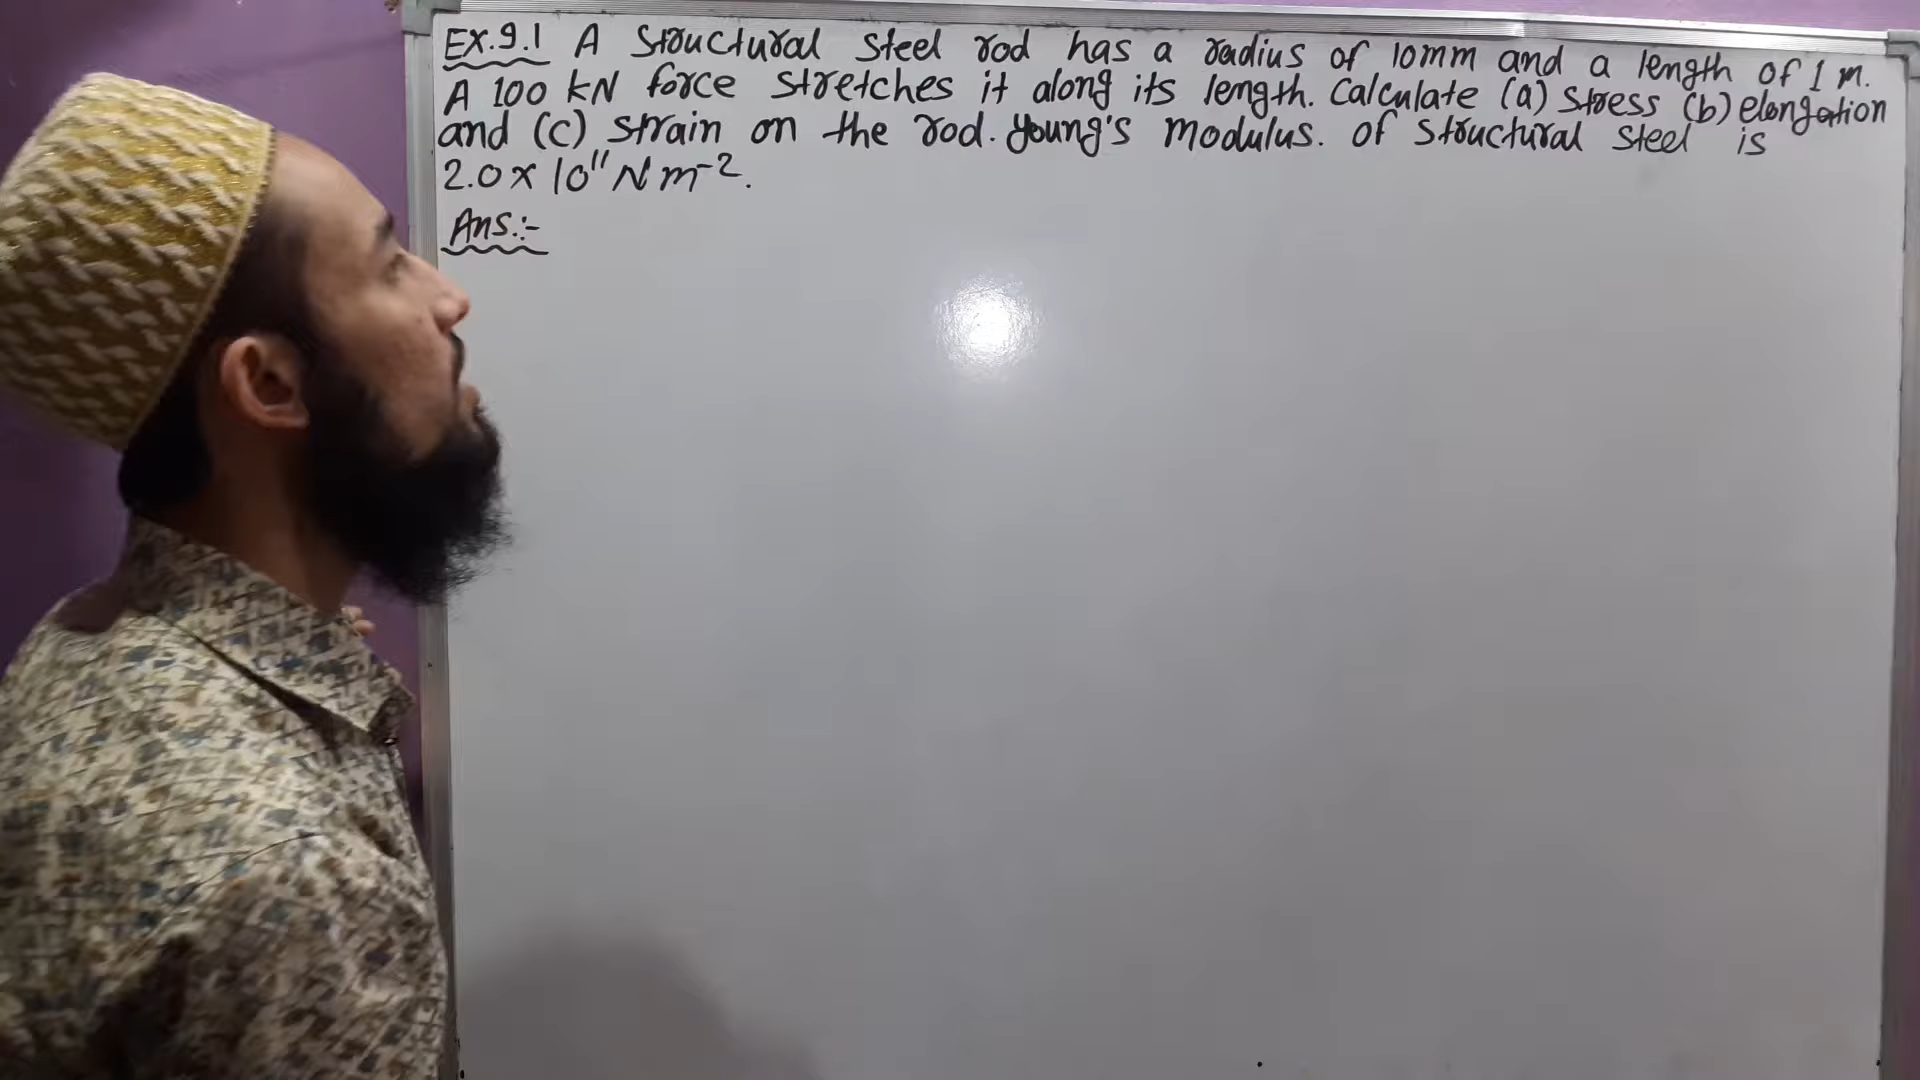 Ex.9.1 A Structural Steel rod has a radius of 10mm and a length of 1 m.
A 100 kN force stretches it along its length. Calculate (a) Stress (b) elongation
and (c) strain on the rod. Young's Modulus. of Structural steel is
2.0 x 10¹¹ N m⁻².
Ans.:-